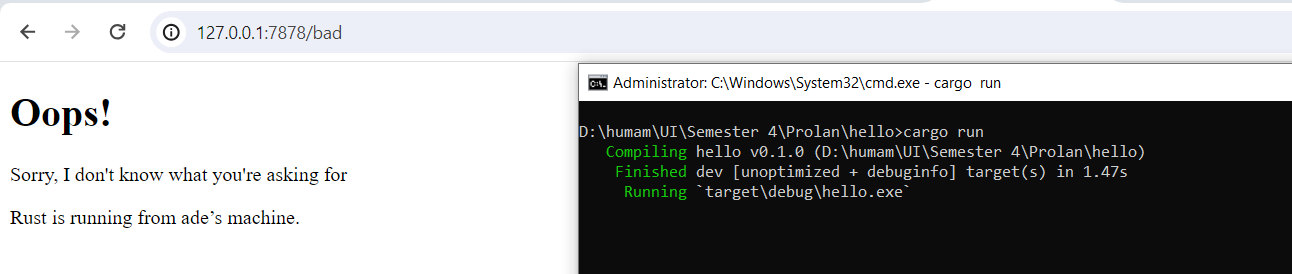 127.0.0.1:7878/bad
Oops!
Sorry, I don't know what you're asking for
Rust is running from ade’s machine.
Administrator: C:\Windows\System32\cmd.exe - cargo  run
D:\humam\UI\Semester 4\Prolan\hello>cargo run
   Compiling hello v0.1.0 (D:\humam\UI\Semester 4\Prolan\hello)
    Finished dev [unoptimized + debuginfo] target(s) in 1.47s
     Running `target\debug\hello.exe`